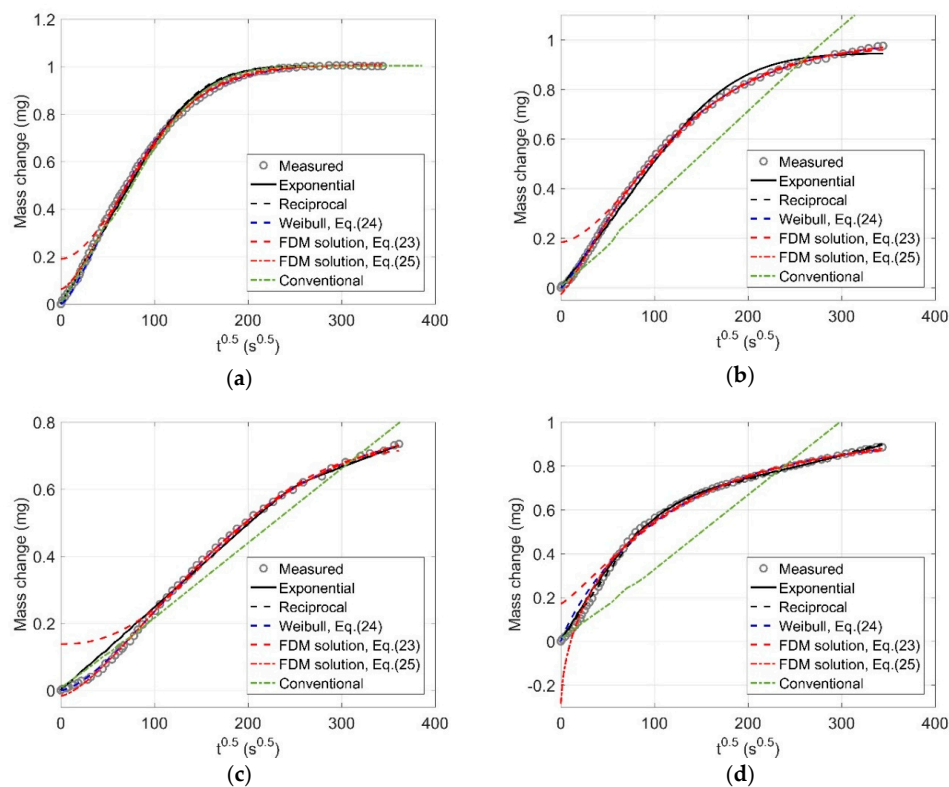 1.2
1
0.8
0.6
0.4
0.2
0
Mass change (mg)
0 100 200 300 400
t^0.5 (s^0.5)
Measured
Exponential
Reciprocal
Weibull, Eq.(24)
FDM solution, Eq.(23)
FDM solution, Eq.(25)
Conventional
(a)
1
0.8
0.6
0.4
0.2
0
Mass change (mg)
0 100 200 300 400
t^0.5 (s^0.5)
Measured
Exponential
Reciprocal
Weibull, Eq.(24)
FDM solution, Eq.(23)
FDM solution, Eq.(25)
Conventional
(b)
0.8
0.6
0.4
0.2
0
Mass change (mg)
0 100 200 300 400
t^0.5 (s^0.5)
Measured
Exponential
Reciprocal
Weibull, Eq.(24)
FDM solution, Eq.(23)
FDM solution, Eq.(25)
Conventional
(c)
1
0.8
0.6
0.4
0.2
0
-0.2
Mass change (mg)
0 100 200 300 400
t^0.5 (s^0.5)
Measured
Exponential
Reciprocal
Weibull, Eq.(24)
FDM solution, Eq.(23)
FDM solution, Eq.(25)
Conventional
(d)